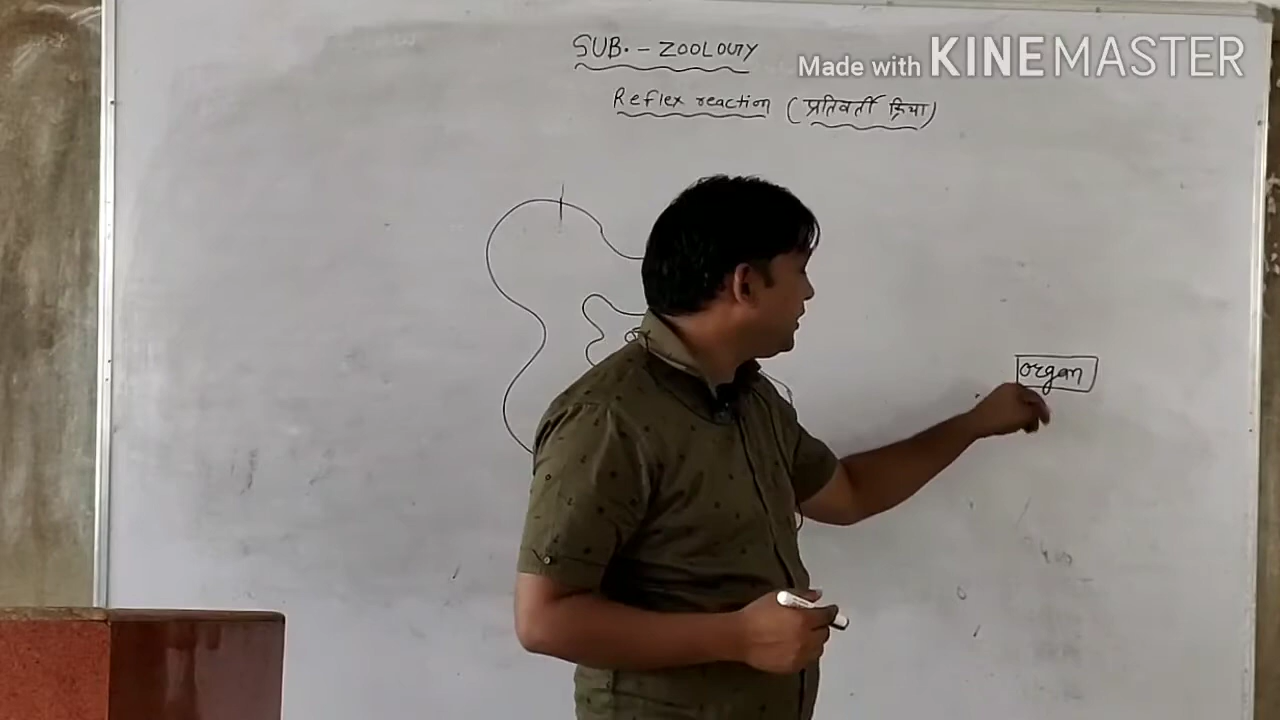 SUB. - ZOOLOGY
Made with KINEMASTER
Reflex reaction (प्रतिवर्ती क्रिया)
organ